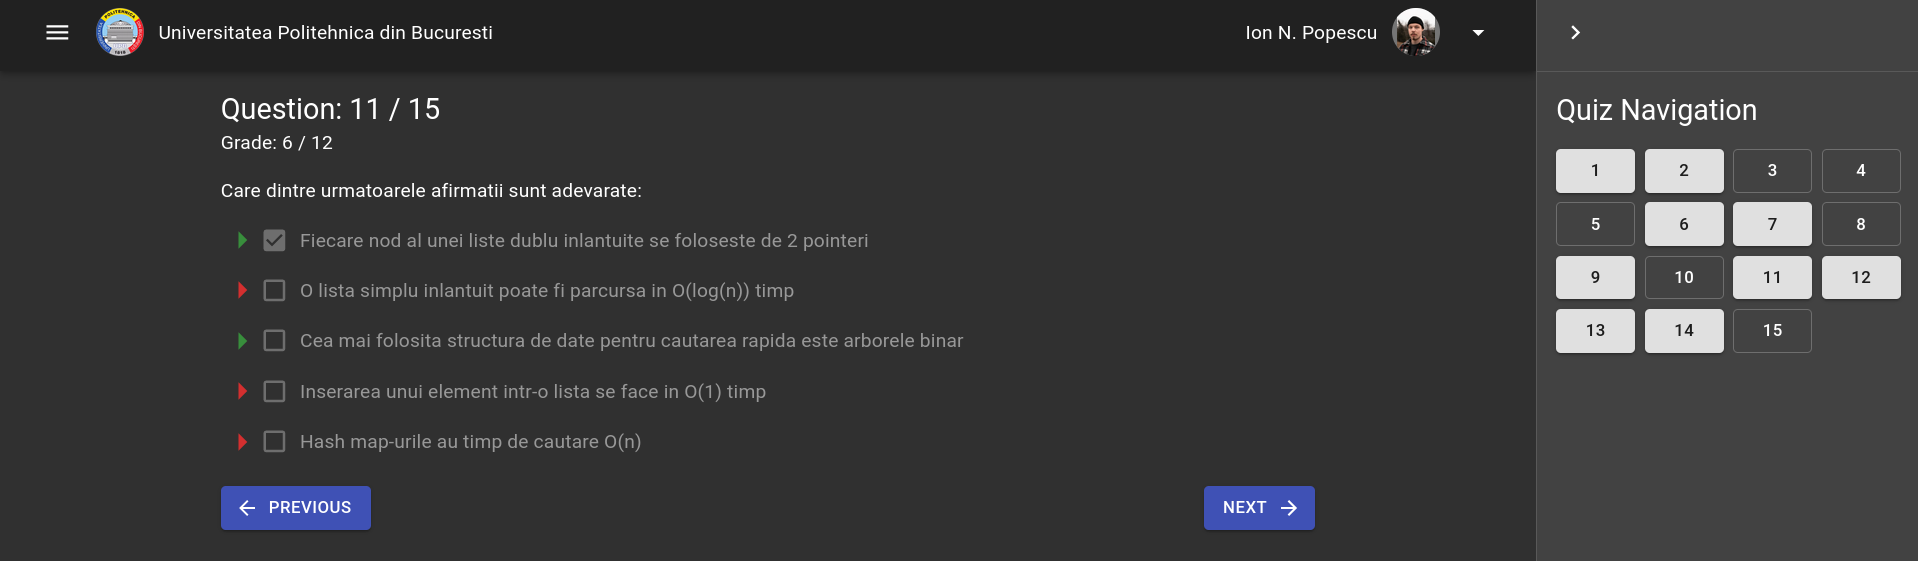 Universitatea Politehnica din Bucuresti
Ion N. Popescu
Question: 11 / 15
Grade: 6 / 12
Care dintre urmatoarele afirmatii sunt adevarate:
Fiecare nod al unei liste dublu inlantuite se foloseste de 2 pointeri
O lista simplu inlantuit poate fi parcursa in O(log(n)) timp
Cea mai folosita structura de date pentru cautarea rapida este arborele binar
Inserarea unui element intr-o lista se face in O(1) timp
Hash map-urile au timp de cautare O(n)
PREVIOUS
NEXT
Quiz Navigation
1 2 3 4
5 6 7 8
9 10 11 12
13 14 15